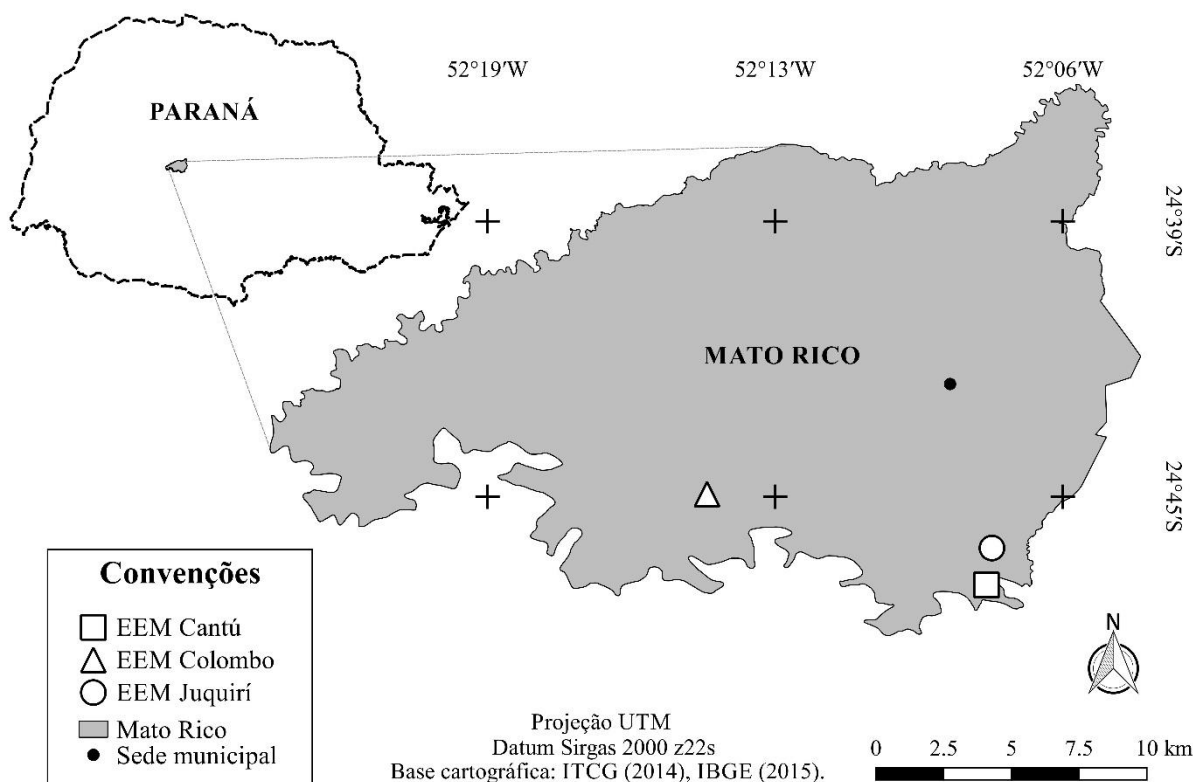 52°19'W
52°13'W
52°06'W
PARANÁ
24°39'S
MATO RICO
24°45'S
Convenções
EEM Cantú
EEM Colombo
EEM Juquirí
Mato Rico
Sede municipal
N
Projeção UTM
Datum Sirgas 2000 z22s
Base cartográfica: ITCG (2014), IBGE (2015).
0 2.5 5 7.5 10 km